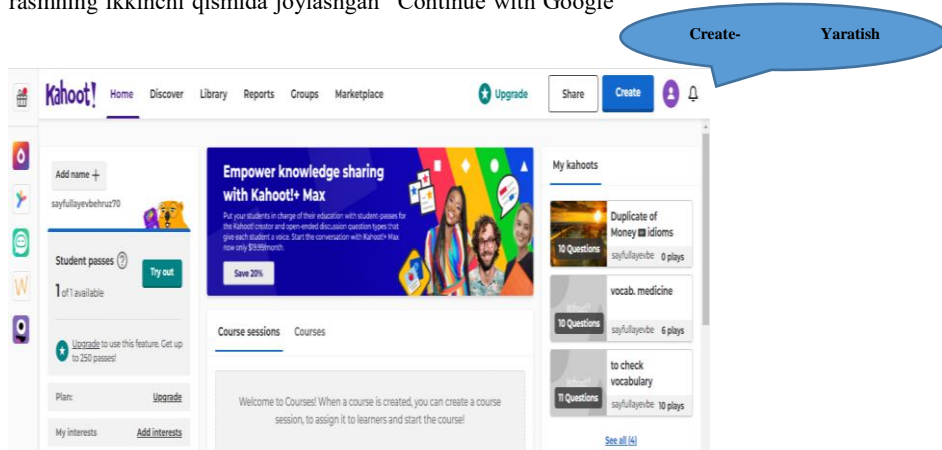 rasmning ikkinchi qismida joylashgan "Continue with Google"
Create- Yaratish
Kahoot! Home Discover Library Reports Groups Marketplace Upgrade Share Create
Add name +
sayfullayevbehruz70
Student passes ?
1 of 1 available
Try out
Upgrade to use this feature. Get up
to 250 passes!
Plan: Upgrade
My interests Add interests
Empower knowledge sharing
with Kahoot!+ Max
Put your students in charge of their education with student-passes for
the Kahoot! creator and open-ended discussion question types that
give each student a voice. Start the conversation with Kahoot!+ Max
now only $19.99/month.
Save 20%
Course sessions Courses
Welcome to Courses! When a course is created, you can create a course
session, to assign it to learners and start the course!
My kahoots
10 Questions
Duplicate of
Money idioms
sayfullayevbe 0 plays
10 Questions
vocab. medicine
sayfullayevbe 6 plays
11 Questions
to check
vocabulary
sayfullayevbe 10 plays
See all (4)